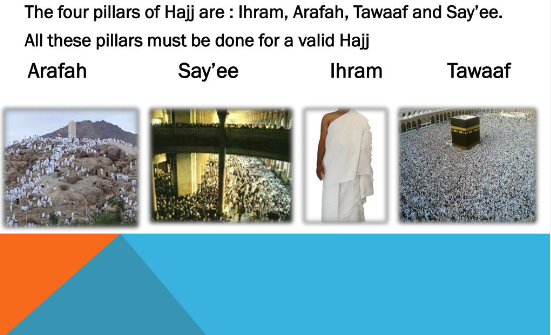 The four pillars of Hajj are : Ihram, Arafah, Tawaaf and Say’ee.
All these pillars must be done for a valid Hajj
Arafah Say’ee Ihram Tawaaf